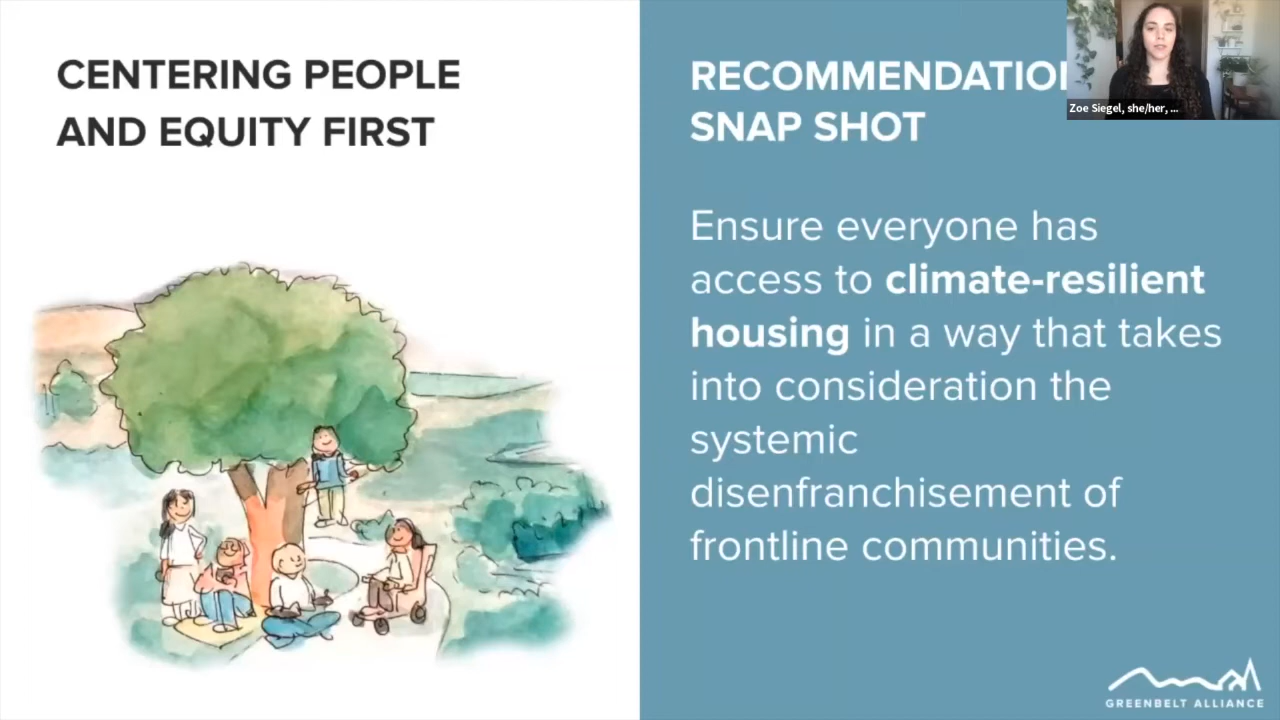 CENTERING PEOPLE
AND EQUITY FIRST
SNAP SHOT
Ensure everyone has
access to climate-resilient
housing in a way that takes
into consideration the
systemic
disenfranchisement of
frontline communities.
Zoe Siegel, she/her, ...
GREENBELT ALLIANCE